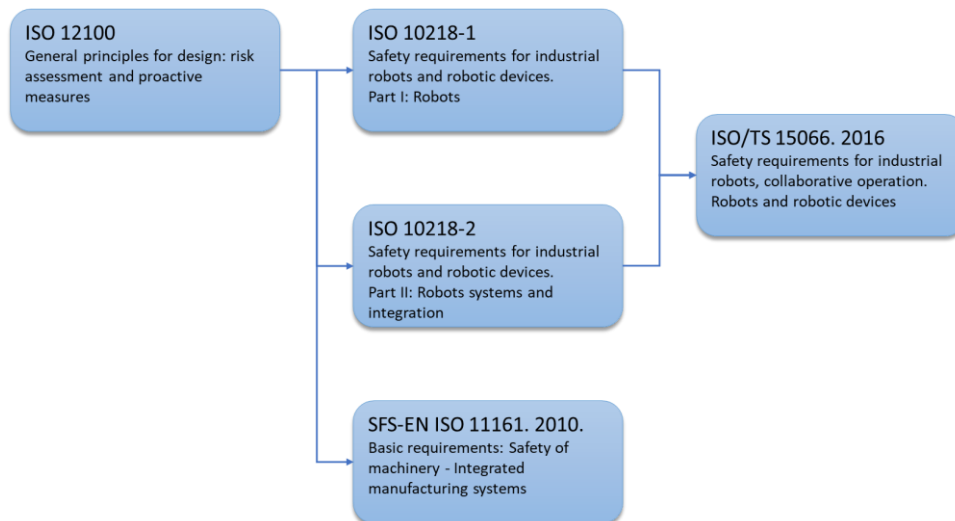 ISO 12100
General principles for design: risk
assessment and proactive
measures
ISO 10218-1
Safety requirements for industrial
robots and robotic devices.
Part I: Robots
ISO/TS 15066. 2016
Safety requirements for industrial
robots, collaborative operation.
Robots and robotic devices
ISO 10218-2
Safety requirements for industrial
robots and robotic devices.
Part II: Robots systems and
integration
SFS-EN ISO 11161. 2010.
Basic requirements: Safety of
machinery - Integrated
manufacturing systems